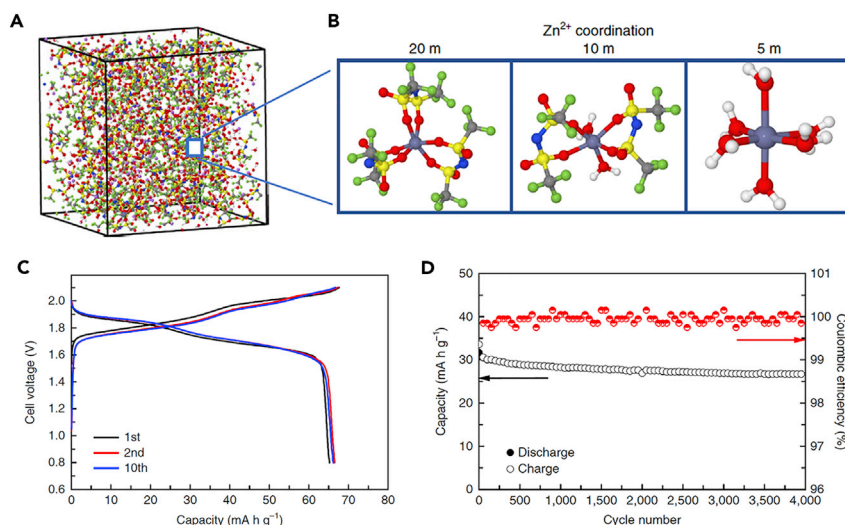 A
B
Zn2+ coordination
20 m
10 m
5 m
C
Cell voltage (V)
2.0
1.8
1.6
1.4
1.2
1.0
0.8
0.6
1st
2nd
10th
0 10 20 30 40 50 60 70 80
Capacity (mA h g−1)
D
Capacity (mA h g−1)
50
40
30
20
10
0
Discharge
Charge
101
100
99
98
97
96
Coulombic efficiency (%)
0 500 1,000 1,500 2,000 2,500 3,000 3,500 4,000
Cycle number